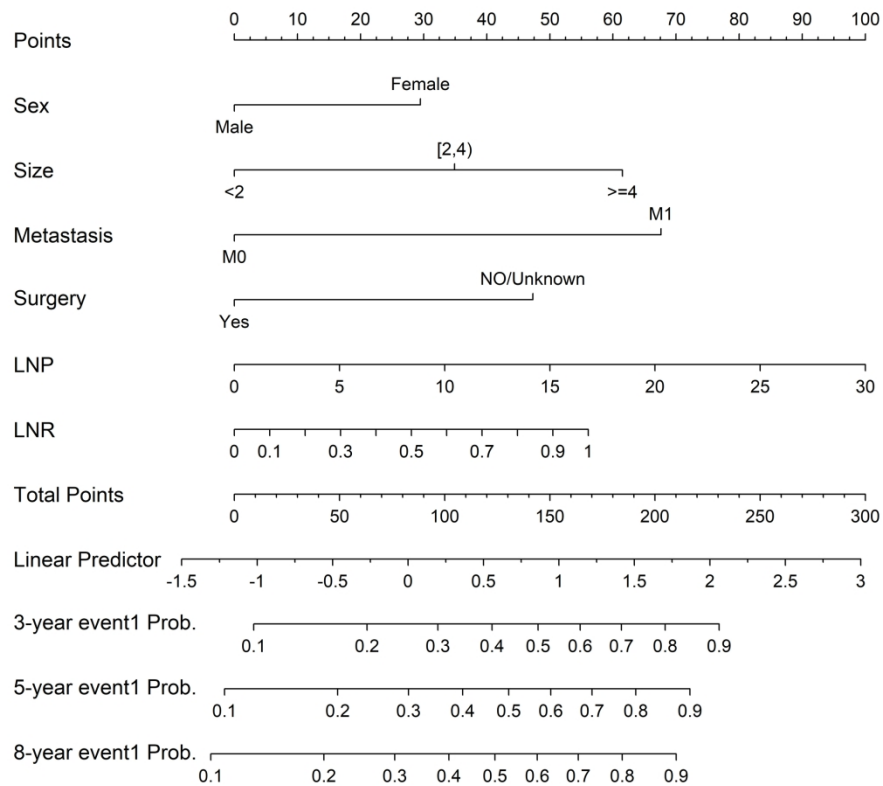 Points 0 10 20 30 40 50 60 70 80 90 100
Female
Sex
Male
[2,4)
Size
<2 >=4
M1
Metastasis
M0
NO/Unknown
Surgery
Yes
LNP
0 5 10 15 20 25 30
LNR
0 0.1 0.3 0.5 0.7 0.9 1
Total Points
0 50 100 150 200 250 300
Linear Predictor
-1.5 -1 -0.5 0 0.5 1 1.5 2 2.5 3
3-year event1 Prob.
0.1 0.2 0.3 0.4 0.5 0.6 0.7 0.8 0.9
5-year event1 Prob.
0.1 0.2 0.3 0.4 0.5 0.6 0.7 0.8 0.9
8-year event1 Prob.
0.1 0.2 0.3 0.4 0.5 0.6 0.7 0.8 0.9